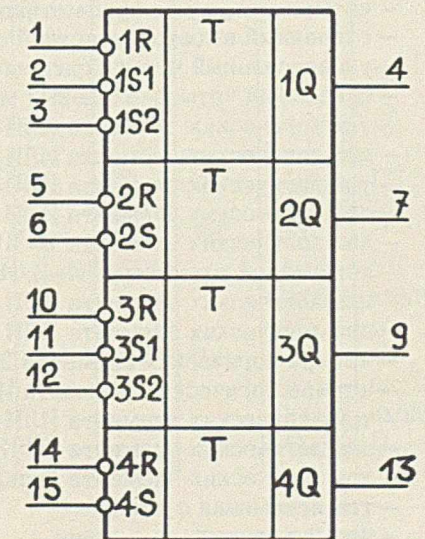 1 1R T
2 1S1 1Q 4
3 1S2
5 2R T
6 2S 2Q 7
10 3R T
11 3S1 3Q 9
12 3S2
14 4R T
15 4S 4Q 13